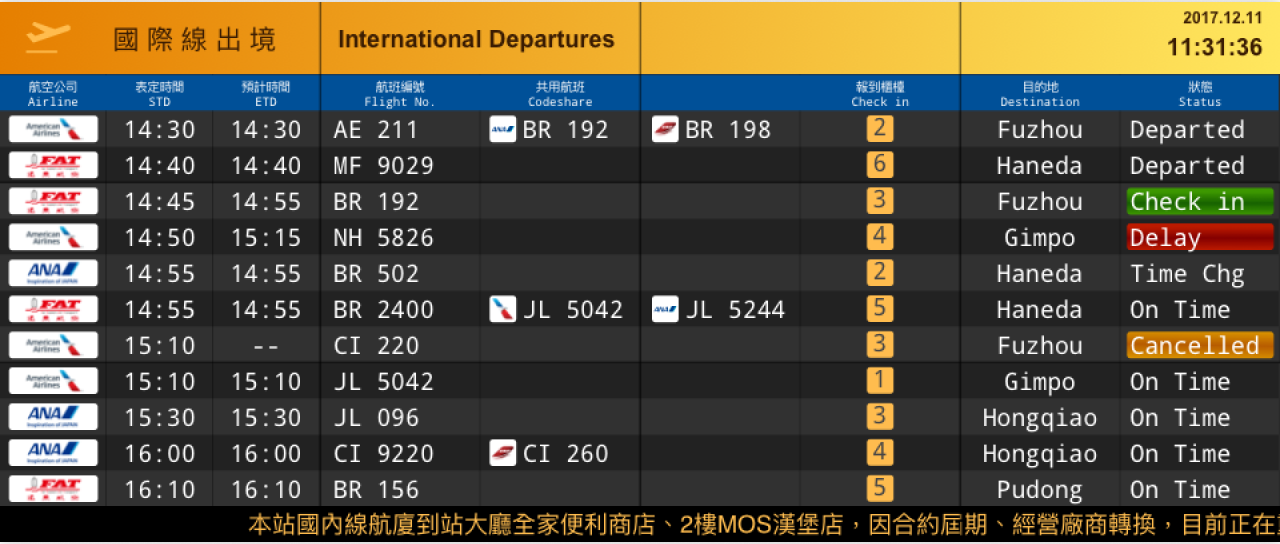 國際線出境 International Departures 2017.12.11
11:31:36
航空公司 表定時間 預計時間 航班編號 共用航班 報到櫃檯 目的地 狀態
Airline STD ETD Flight No. Codeshare Check in Destination Status
American Airlines 14:30 14:30 AE 211 ANA BR 192 BR 198 2 Fuzhou Departed
FAT 14:40 14:40 MF 9029 6 Haneda Departed
FAT 14:45 14:55 BR 192 3 Fuzhou Check in
American Airlines 14:50 15:15 NH 5826 4 Gimpo Delay
ANA Inspiration of JAPAN 14:55 14:55 BR 502 2 Haneda Time Chg
FAT 14:55 14:55 BR 2400 JL 5042 ANA JL 5244 5 Haneda On Time
American Airlines 15:10 -- CI 220 3 Fuzhou Cancelled
American Airlines 15:10 15:10 JL 5042 1 Gimpo On Time
ANA Inspiration of JAPAN 15:30 15:30 JL 096 3 Hongqiao On Time
ANA Inspiration of JAPAN 16:00 16:00 CI 9220 CI 260 4 Hongqiao On Time
FAT 16:10 16:10 BR 156 5 Pudong On Time
本站國內線航廈到站大廳全家便利商店、2樓MOS漢堡店，因合約屆期、經營廠商轉換，目前正在